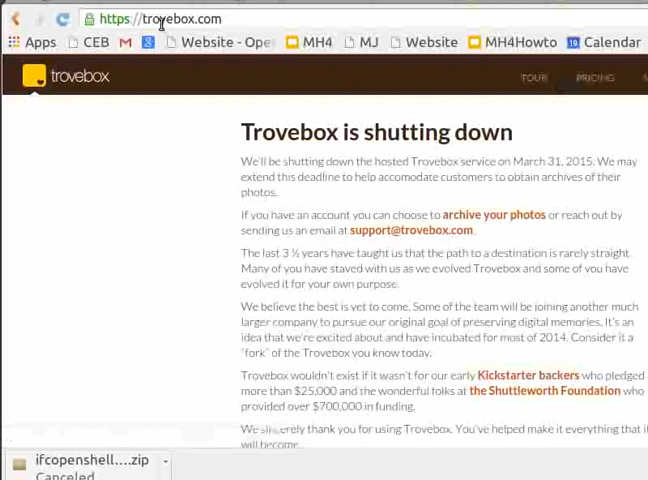 https://trovebox.com
Apps CEB Website - Ope MH4 MJ Website MH4Howto Calendar
trovebox TOUR PRICING
Trovebox is shutting down
We'll be shutting down the hosted Trovebox service on March 31, 2015. We may
extend this deadline to help accomodate customers to obtain archives of their
photos.
If you have an account you can choose to archive your photos or reach out by
sending us an email at support@trovebox.com.
The last 3 ½ years have taught us that the path to a destination is rarely straight.
Many of you have stayed with us as we evolved Trovebox and some of you have
evolved it for your own purpose.
We believe the best is yet to come. Some of the team will be joining another much
larger company to pursue our original goal of preserving digital memories. It's an
idea that we're excited about and have incubated for most of 2014. Consider it a
"fork" of the Trovebox you know today.
Trovebox wouldn't exist if it wasn't for our early Kickstarter backers who pledged
more than $25,000 and the wonderful folks at the Shuttleworth Foundation who
provided over $700,000 in funding.
We sincerely thank you for using Trovebox. You've helped make it everything that i
will become.
ifcopenshell....zip
Canceled